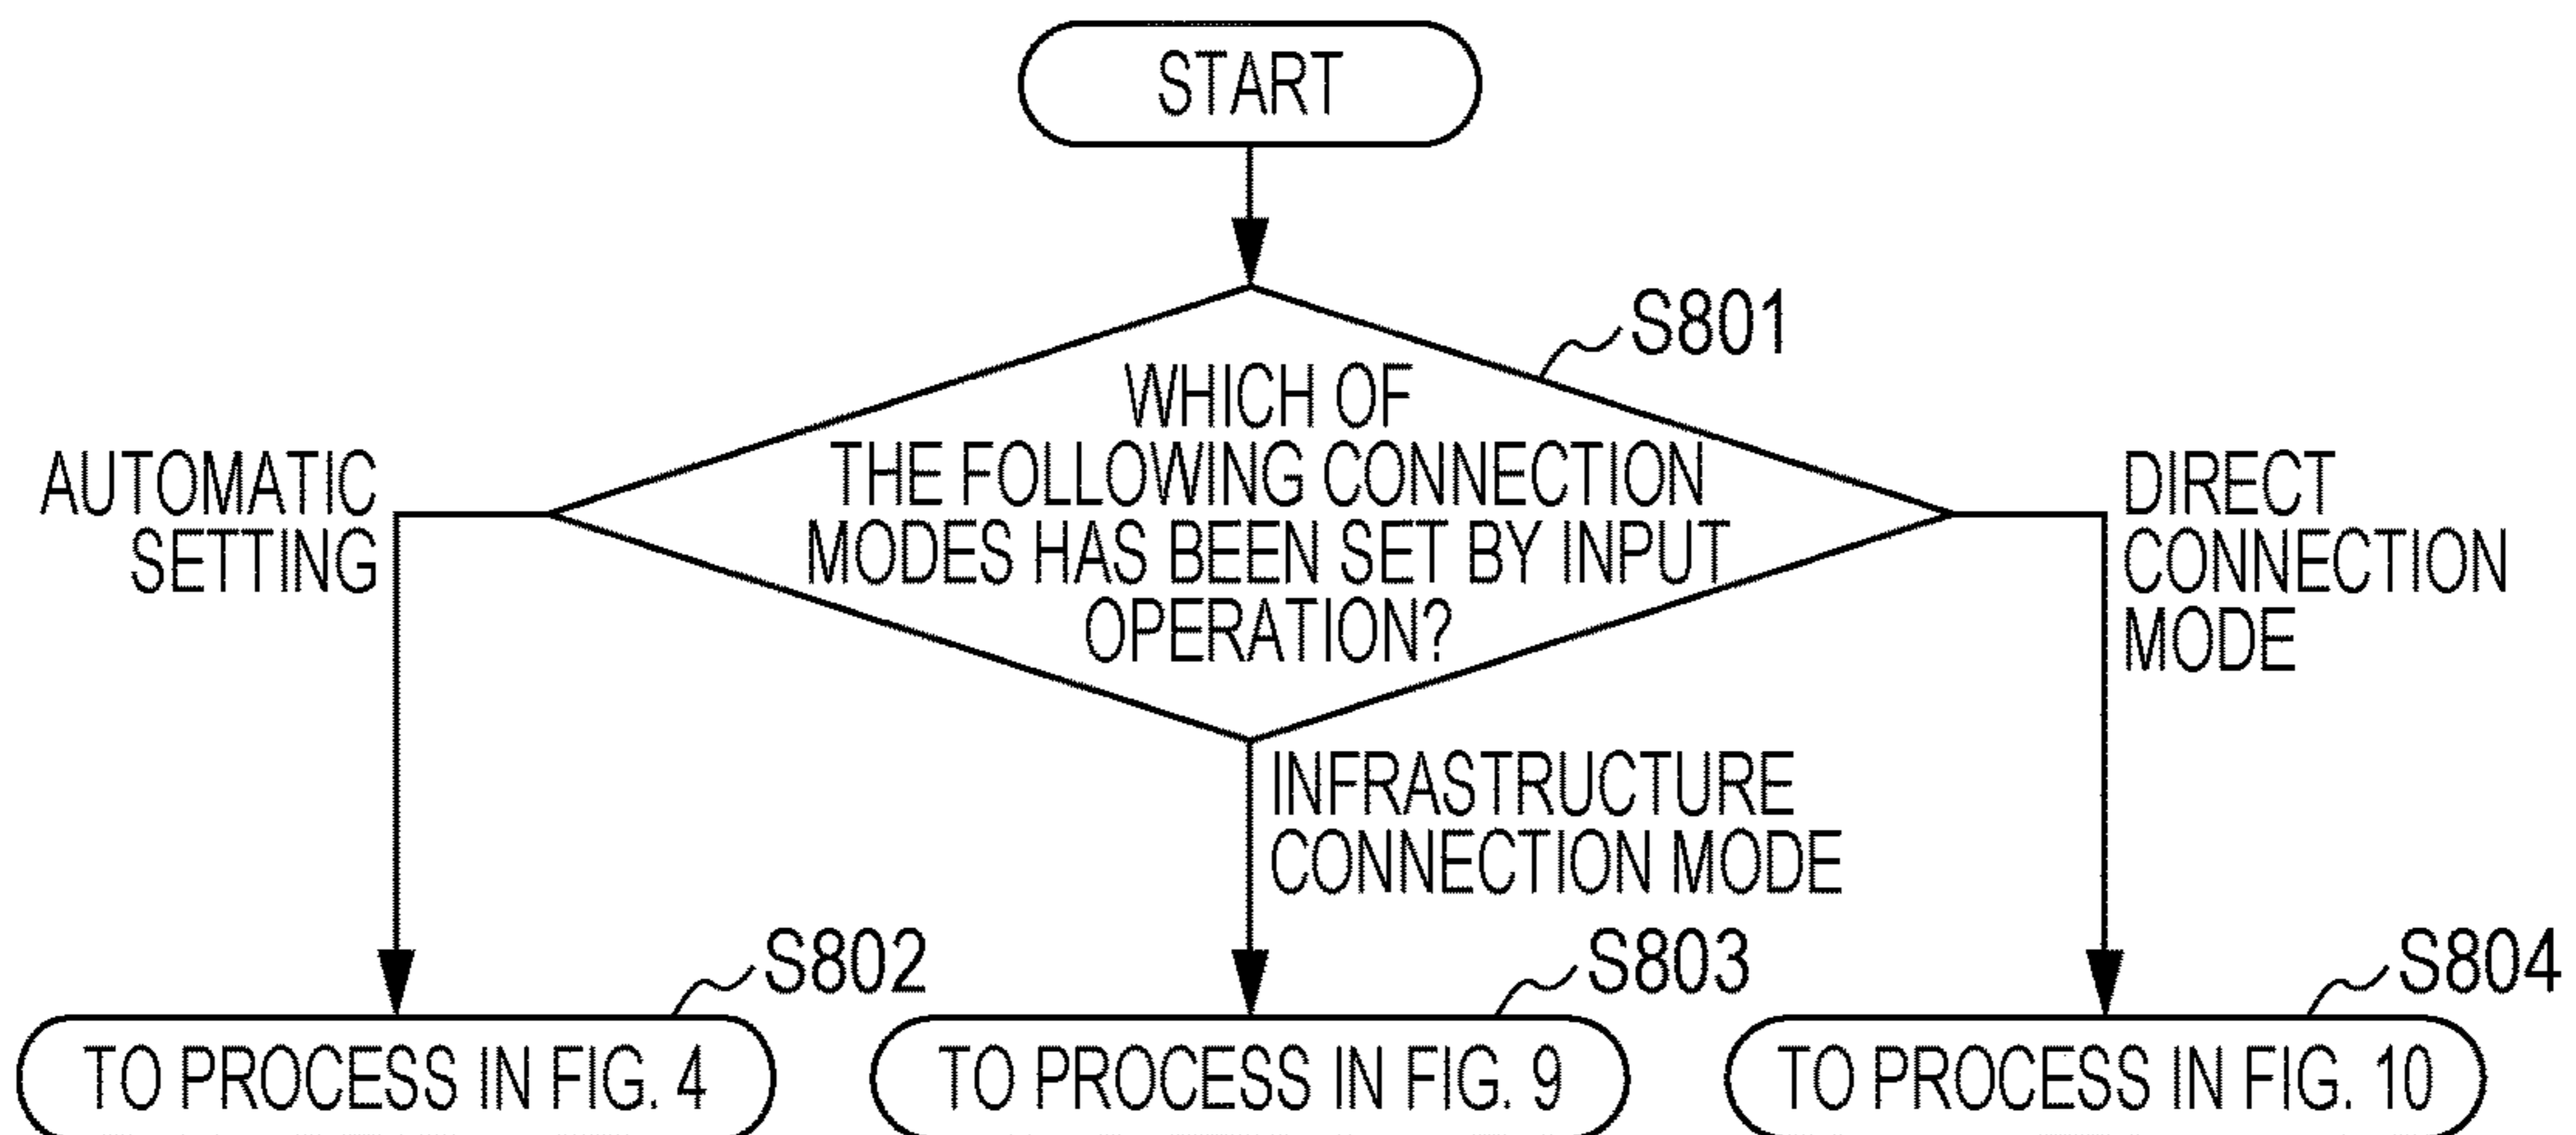 START
S801
WHICH OF
THE FOLLOWING CONNECTION
MODES HAS BEEN SET BY INPUT
OPERATION?
AUTOMATIC
SETTING
DIRECT
CONNECTION
MODE
INFRASTRUCTURE
CONNECTION MODE
S802
TO PROCESS IN FIG. 4
S803
TO PROCESS IN FIG. 9
S804
TO PROCESS IN FIG. 10